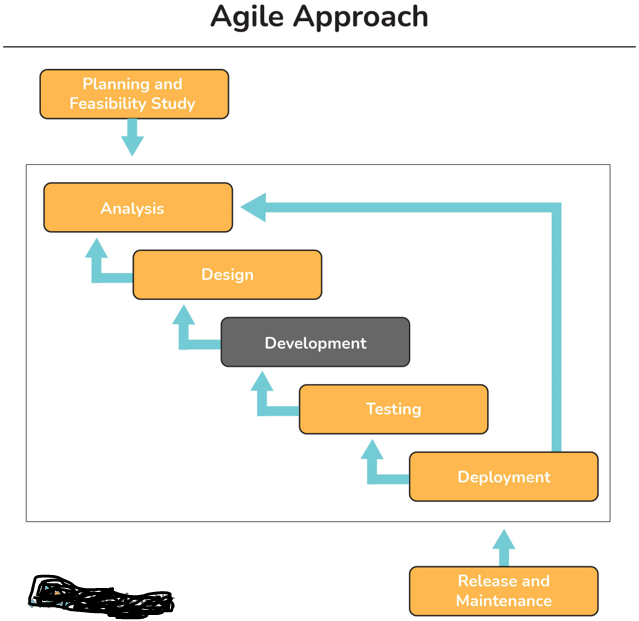 Agile Approach
Planning and
Feasibility Study
Analysis
Design
Development
Testing
Deployment
Release and
Maintenance